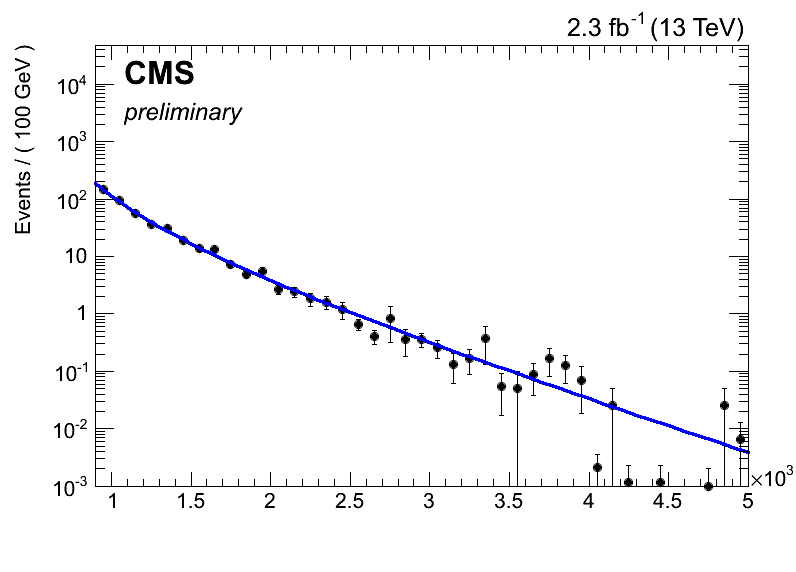 2.3 fb⁻¹ (13 TeV)
CMS
preliminary
Events / ( 100 GeV )
10⁴
10³
10²
10
1
10⁻¹
10⁻²
10⁻³
1 1.5 2 2.5 3 3.5 4 4.5 5
×10³